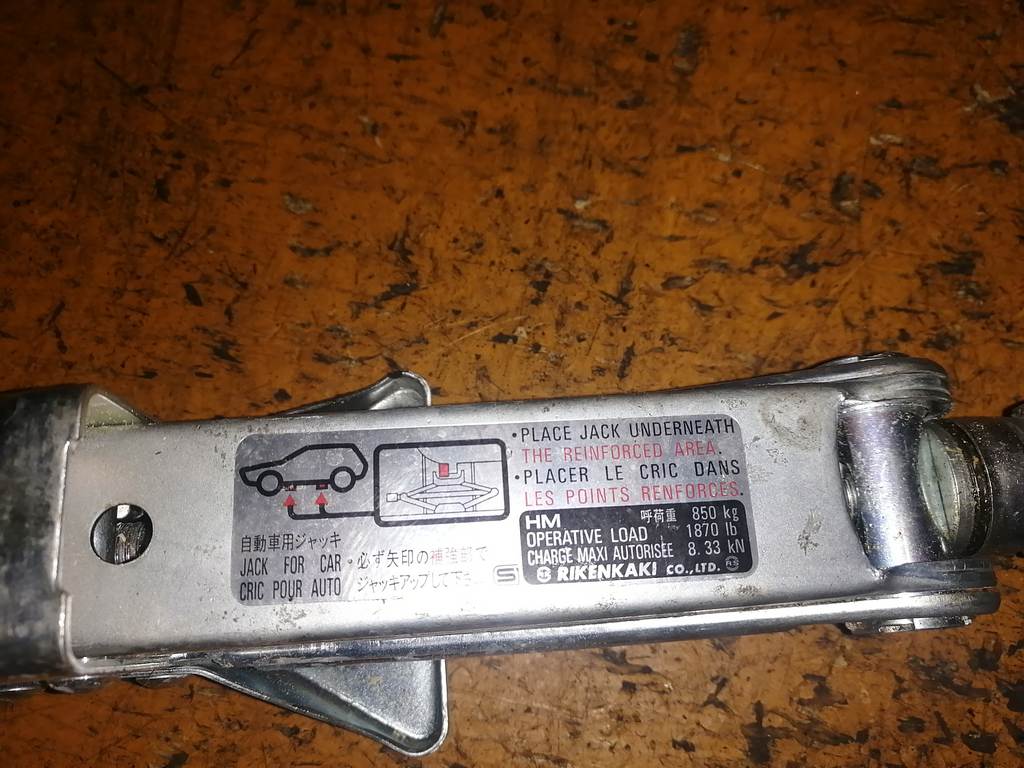 自動車用ジャッキ
JACK FOR CAR
CRIC POUR AUTO
・必ず矢印の補強部で
ジャッキアップして下さい
・PLACE JACK UNDERNEATH
THE REINFORCED AREA.
・PLACER LE CRIC DANS
LES POINTS RENFORCES.
HM 呼荷重 850 kg
OPERATIVE LOAD 1870 lb
CHARGE MAXI AUTORISÉE 8.33 kN
RIKENKAKI CO.,LTD.